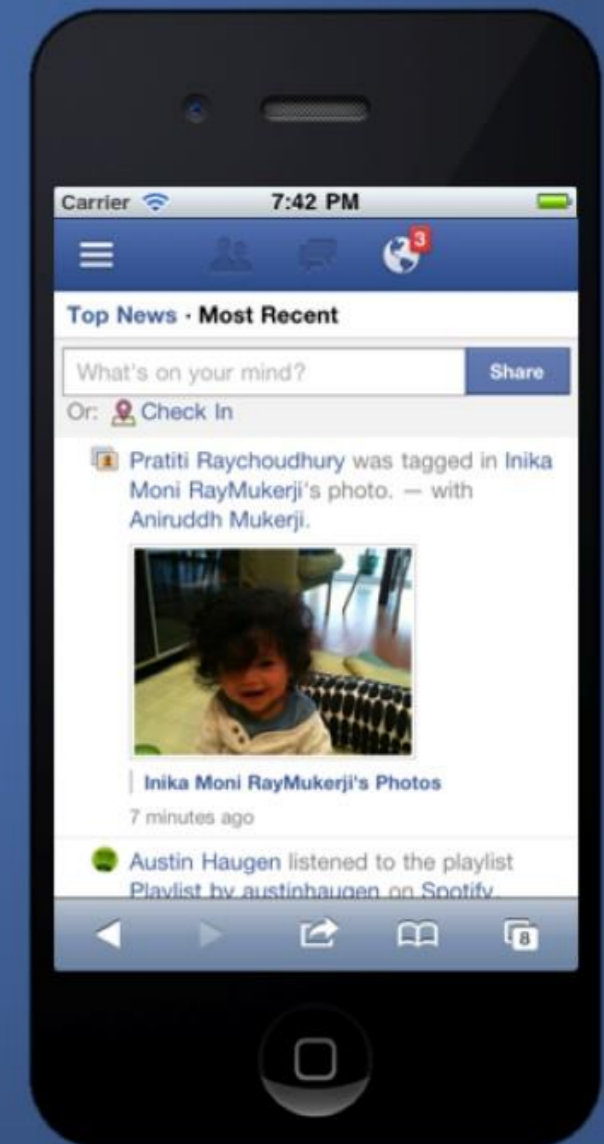 Carrier 7:42 PM
3
Top News · Most Recent
What's on your mind? Share
Or: Check In
Pratiti Raychoudhury was tagged in Inika
Moni RayMukerji's photo. — with
Aniruddh Mukerji.
Inika Moni RayMukerji's Photos
7 minutes ago
Austin Haugen listened to the playlist
Playlist by austinhaugen on Spotify.
8